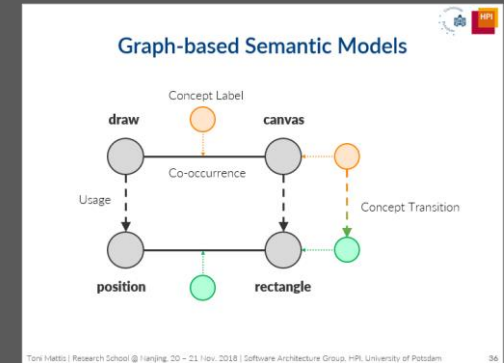 HPI
Graph-based Semantic Models
Concept Label
draw
canvas
Co-occurrence
Usage
Concept Transition
position
rectangle
Toni Mattis | Research School @ Nanjing, 20 – 21 Nov. 2018 | Software Architecture Group, HPI, University of Potsdam
36